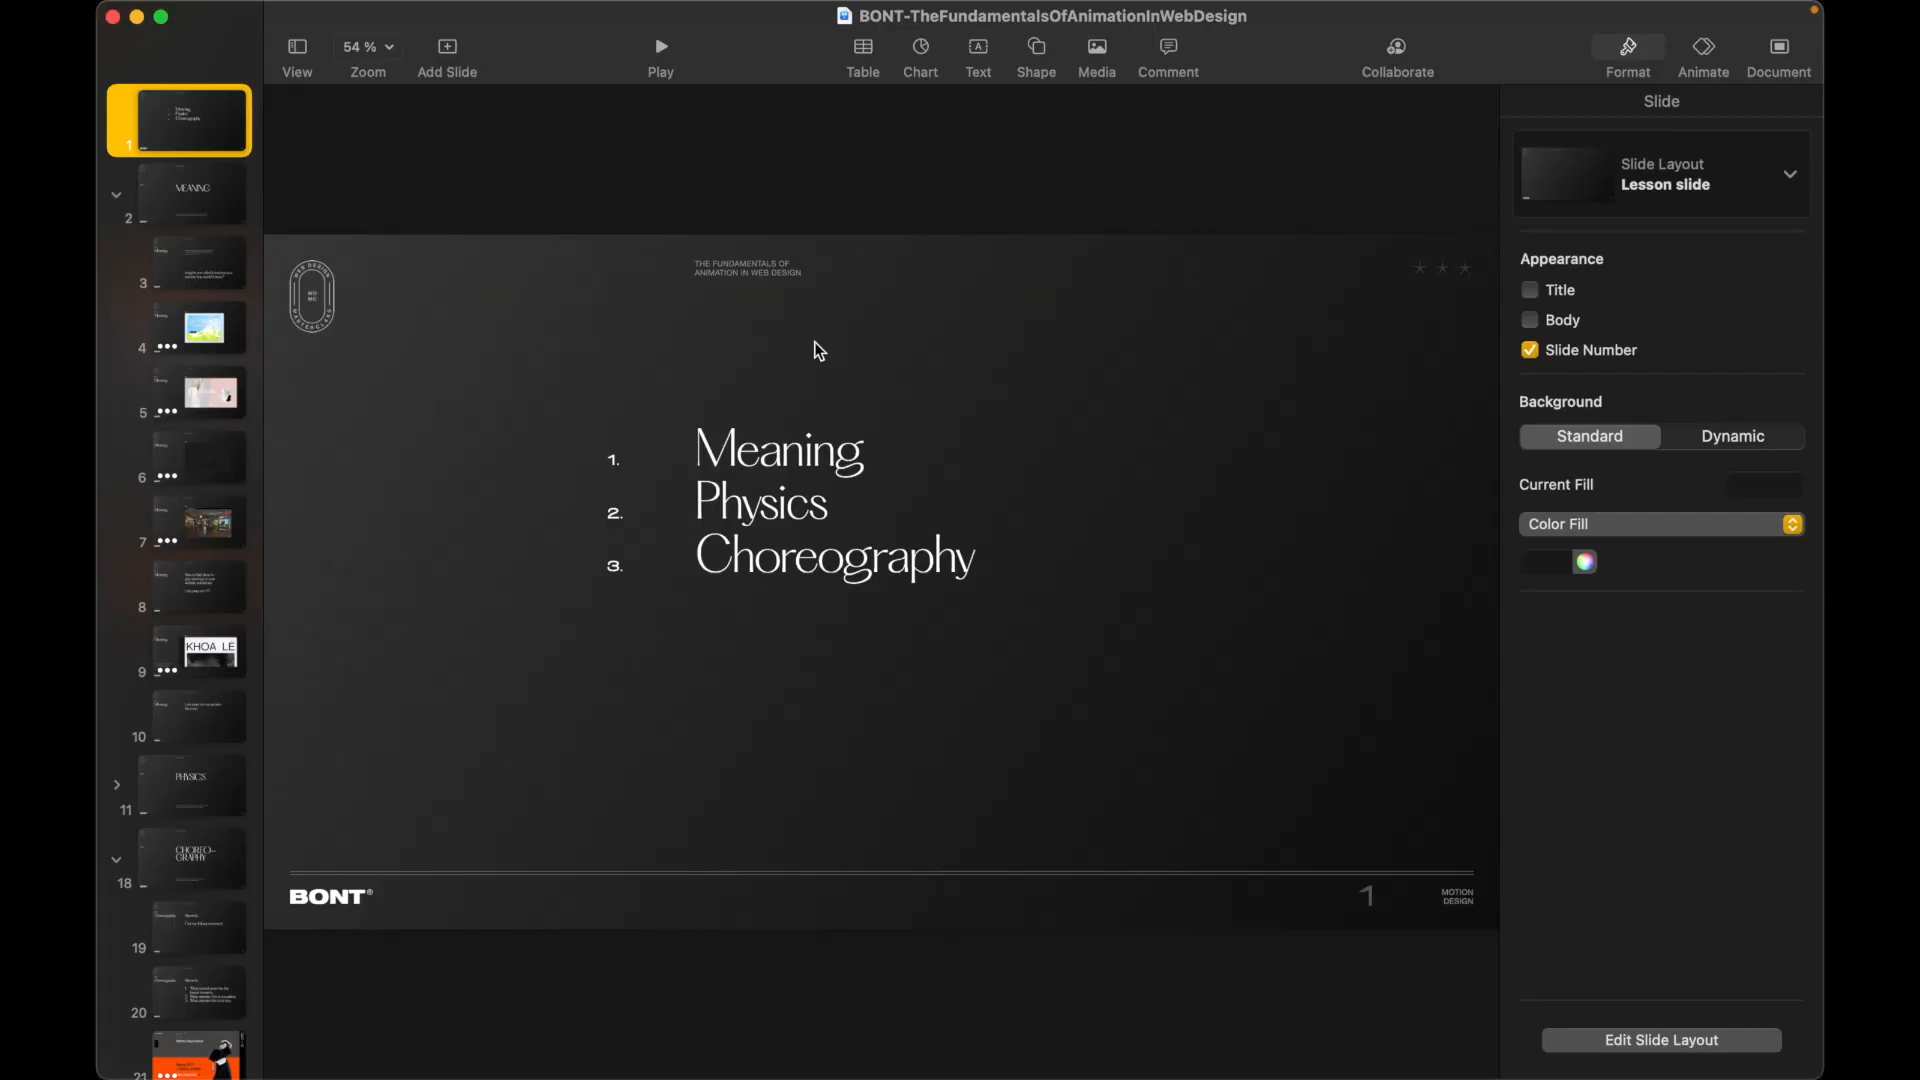 BONT-TheFundamentalsOfAnimationInWebDesign
View
54 %
Zoom
Add Slide
Play
Table
Chart
Text
Shape
Media
Comment
Collaborate
Format
Animate
Document
1
MEANING
2
3
4
5
6
7
8
KHOA LE
9
10
PHYSICS
11
CHOREO-
GRAPHY
18
19
20
21
WEB DESIGN
MASTERCLASS
THE FUNDAMENTALS OF
ANIMATION IN WEB DESIGN
1. Meaning
2. Physics
3. Choreography
BONT®
1
MOTION
DESIGN
Slide
Slide Layout
Lesson slide
Appearance
Title
Body
Slide Number
Background
Standard
Dynamic
Current Fill
Color Fill
Edit Slide Layout